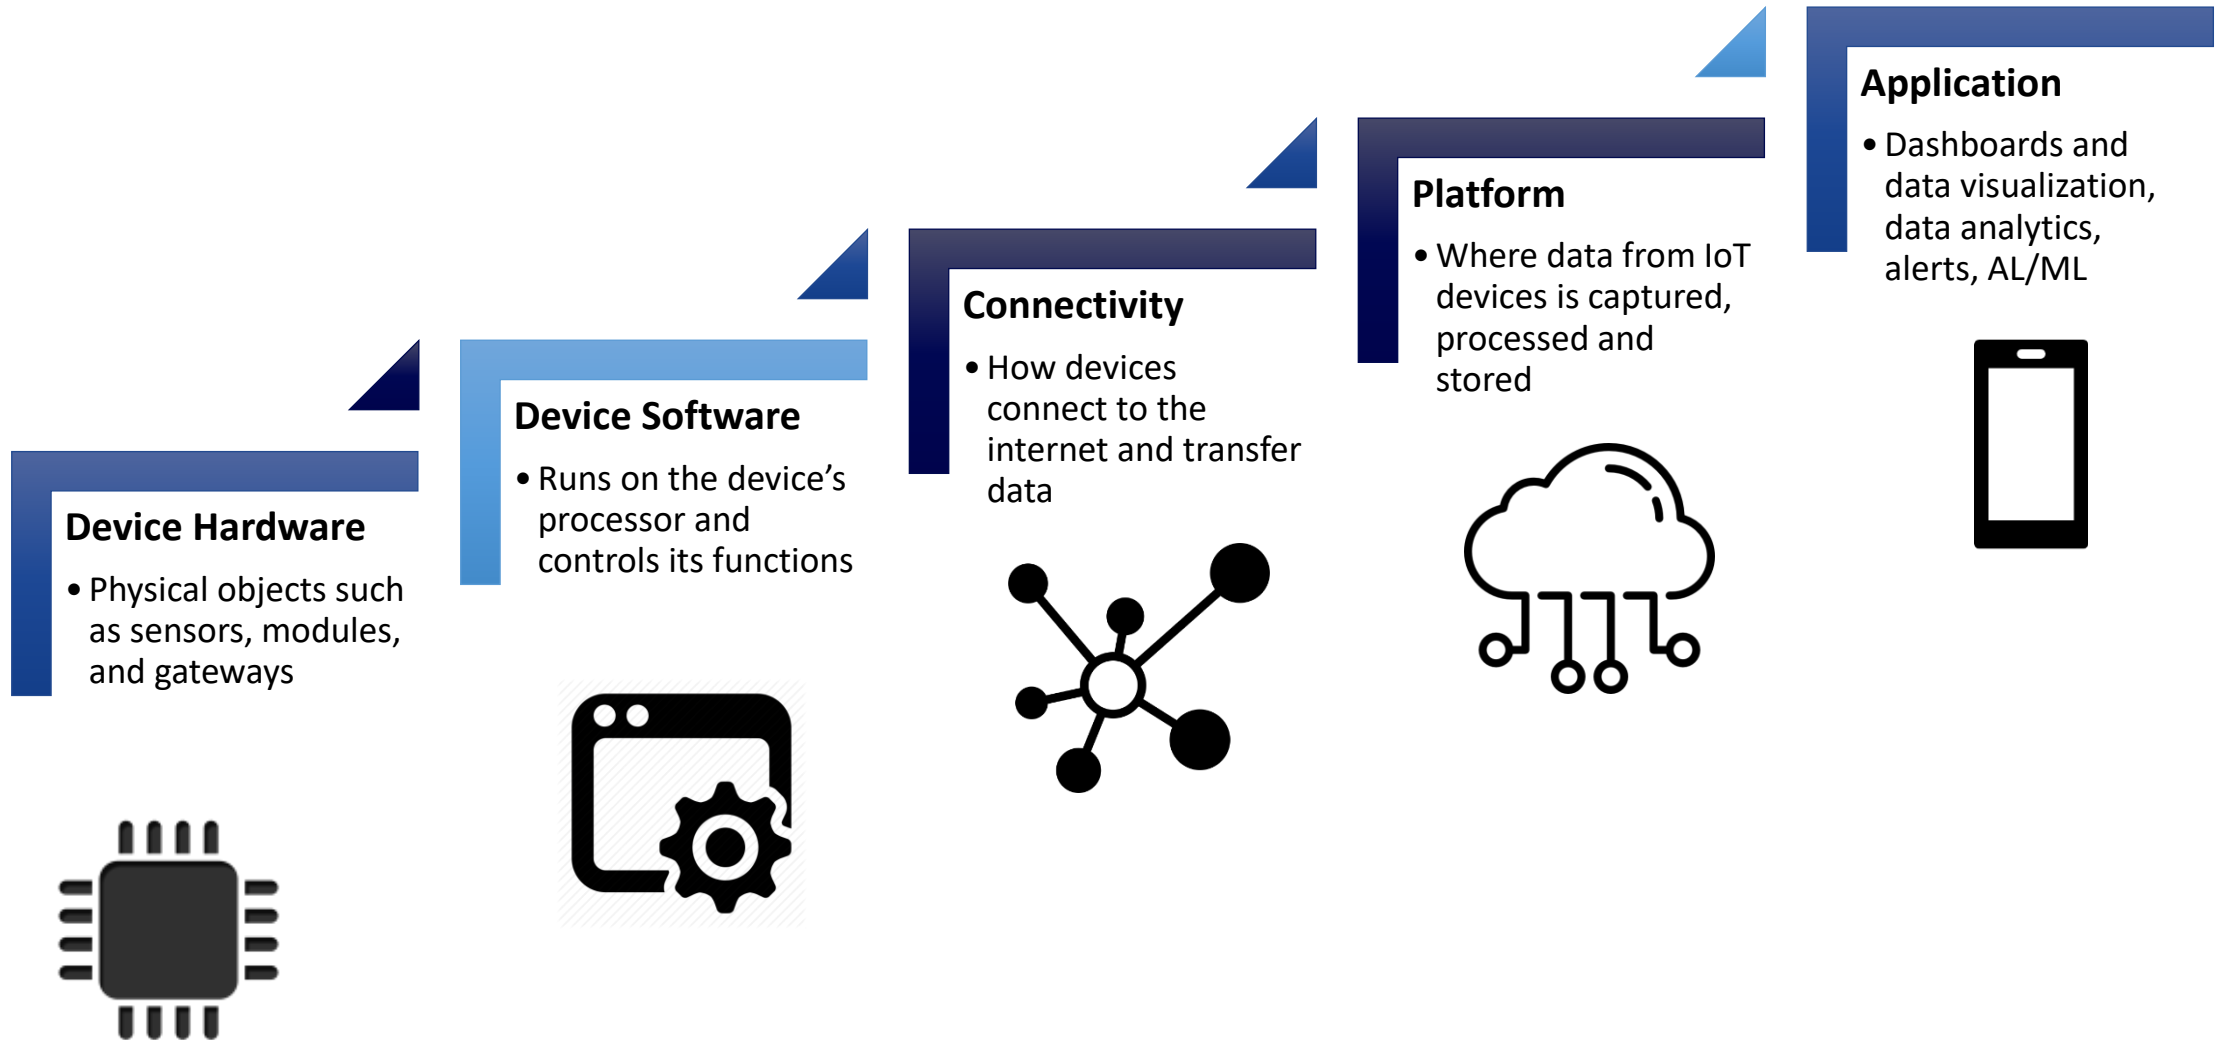 Device Hardware
• Physical objects such
as sensors, modules,
and gateways
Device Software
• Runs on the device’s
processor and
controls its functions
Connectivity
• How devices
connect to the
internet and transfer
data
Platform
• Where data from IoT
devices is captured,
processed and
stored
Application
• Dashboards and
data visualization,
data analytics,
alerts, AL/ML